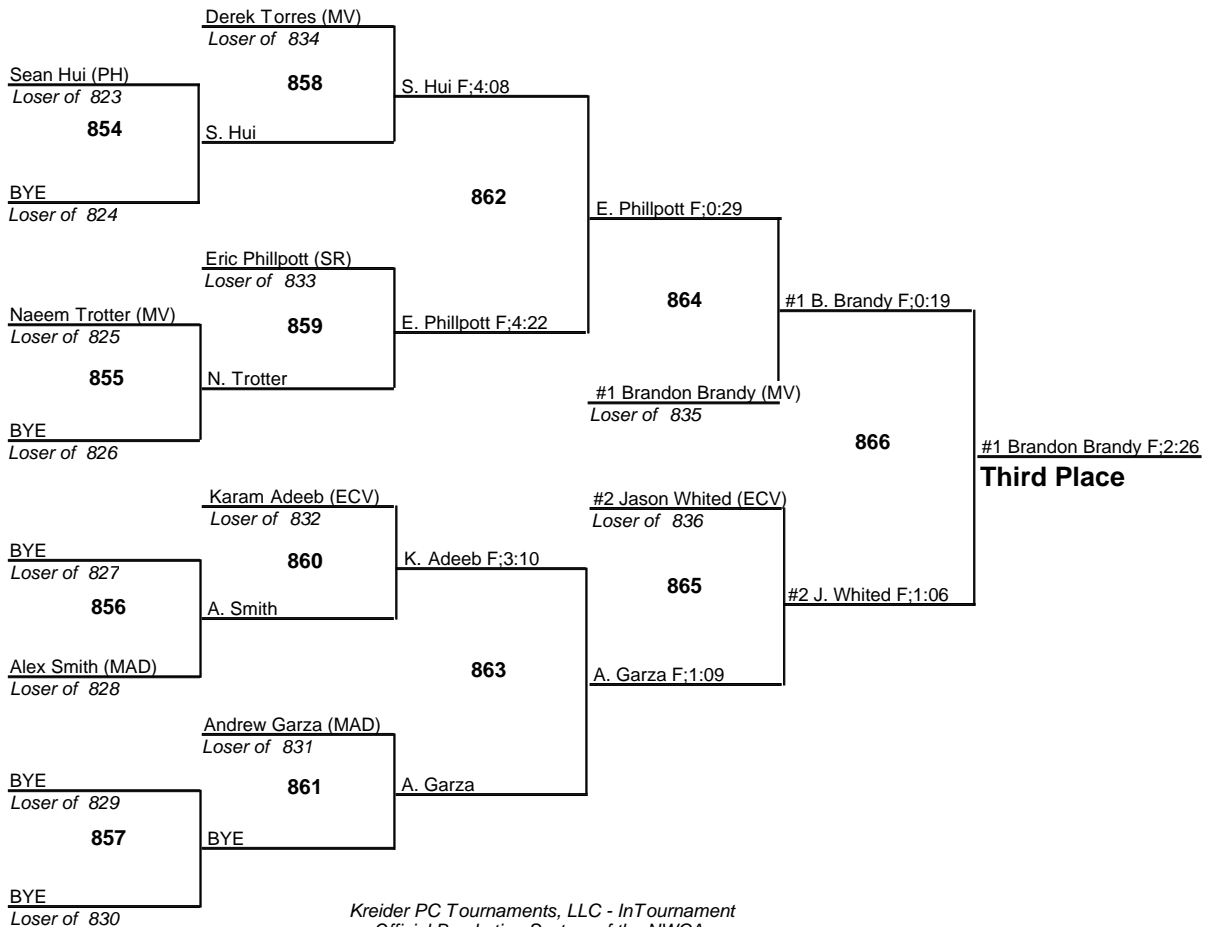 Derek Torres (MV)
Loser of 834
Sean Hui (PH)
Loser of 823
858
S. Hui F;4:08
854
S. Hui
BYE
Loser of 824
862
E. Phillpott F;0:29
Eric Phillpott (SR)
Loser of 833
864
#1 B. Brandy F;0:19
Naeem Trotter (MV)
Loser of 825
859
E. Phillpott F;4:22
855
N. Trotter
#1 Brandon Brandy (MV)
Loser of 835
BYE
Loser of 826
866
#1 Brandon Brandy F;2:26
Third Place
Karam Adeeb (ECV)
Loser of 832
#2 Jason Whited (ECV)
Loser of 836
BYE
Loser of 827
860
K. Adeeb F;3:10
865
856
A. Smith
#2 J. Whited F;1:06
Alex Smith (MAD)
Loser of 828
863
A. Garza F;1:09
Andrew Garza (MAD)
Loser of 831
BYE
Loser of 829
861
A. Garza
857
BYE
BYE
Loser of 830
Kreider PC Tournaments, LLC - InTournament